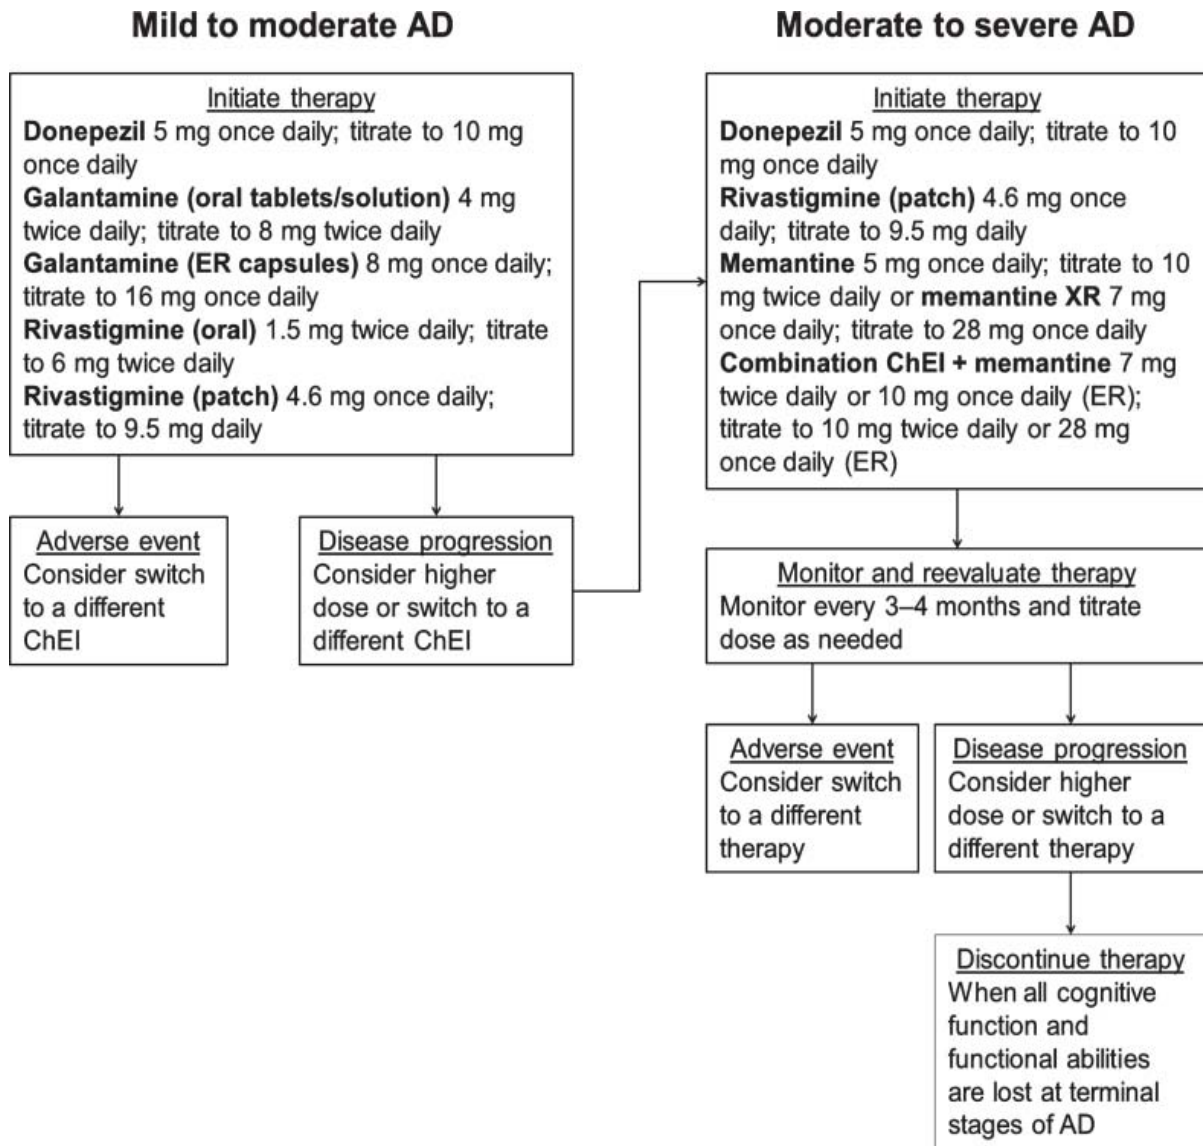 Mild to moderate AD
Initiate therapy
Donepezil 5 mg once daily; titrate to 10 mg
once daily
Galantamine (oral tablets/solution) 4 mg
twice daily; titrate to 8 mg twice daily
Galantamine (ER capsules) 8 mg once daily;
titrate to 16 mg once daily
Rivastigmine (oral) 1.5 mg twice daily; titrate
to 6 mg twice daily
Rivastigmine (patch) 4.6 mg once daily;
titrate to 9.5 mg daily
Adverse event
Consider switch
to a different
ChEI
Disease progression
Consider higher
dose or switch to a
different ChEI
Moderate to severe AD
Initiate therapy
Donepezil 5 mg once daily; titrate to 10
mg once daily
Rivastigmine (patch) 4.6 mg once
daily; titrate to 9.5 mg daily
Memantine 5 mg once daily; titrate to 10
mg twice daily or memantine XR 7 mg
once daily; titrate to 28 mg once daily
Combination ChEI + memantine 7 mg
twice daily or 10 mg once daily (ER);
titrate to 10 mg twice daily or 28 mg
once daily (ER)
Monitor and reevaluate therapy
Monitor every 3–4 months and titrate
dose as needed
Adverse event
Consider switch
to a different
therapy
Disease progression
Consider higher
dose or switch to a
different therapy
Discontinue therapy
When all cognitive
function and
functional abilities
are lost at terminal
stages of AD